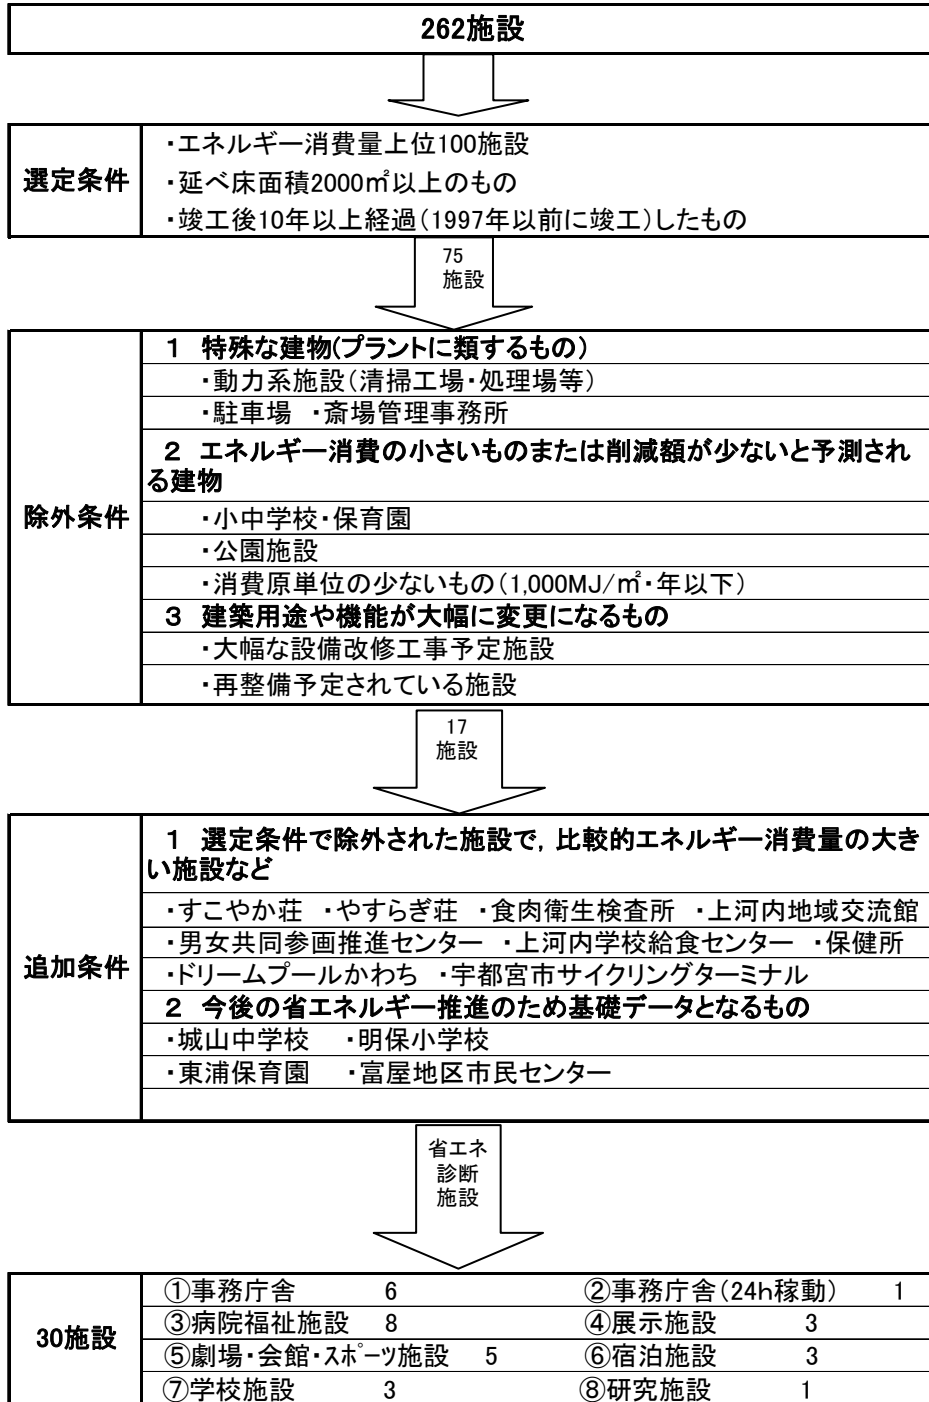 262施設
選定条件
・エネルギー消費量上位100施設
・延べ床面積2000㎡以上のもの
・竣工後10年以上経過(1997年以前に竣工)したもの
75
施設
除外条件
1 特殊な建物(プラントに類するもの)
・動力系施設(清掃工場・処理場等)
・駐車場 ・斎場管理事務所
2 エネルギー消費の小さいものまたは削減額が少ないと予測され
る建物
・小中学校・保育園
・公園施設
・消費原単位の少ないもの(1,000MJ/㎡・年以下)
3 建築用途や機能が大幅に変更になるもの
・大幅な設備改修工事予定施設
・再整備予定されている施設
17
施設
追加条件
1 選定条件で除外された施設で,比較的エネルギー消費量の大き
い施設など
・すこやか荘 ・やすらぎ荘 ・食肉衛生検査所 ・上河内地域交流館
・男女共同参画推進センター ・上河内学校給食センター ・保健所
・ドリームプールかわち ・宇都宮市サイクリングターミナル
2 今後の省エネルギー推進のため基礎データとなるもの
・城山中学校 ・明保小学校
・東浦保育園 ・富屋地区市民センター
省エネ
診断
施設
30施設
①事務庁舎 6 ②事務庁舎(24h稼動) 1
③病院福祉施設 8 ④展示施設 3
⑤劇場・会館・スポーツ施設 5 ⑥宿泊施設 3
⑦学校施設 3 ⑧研究施設 1